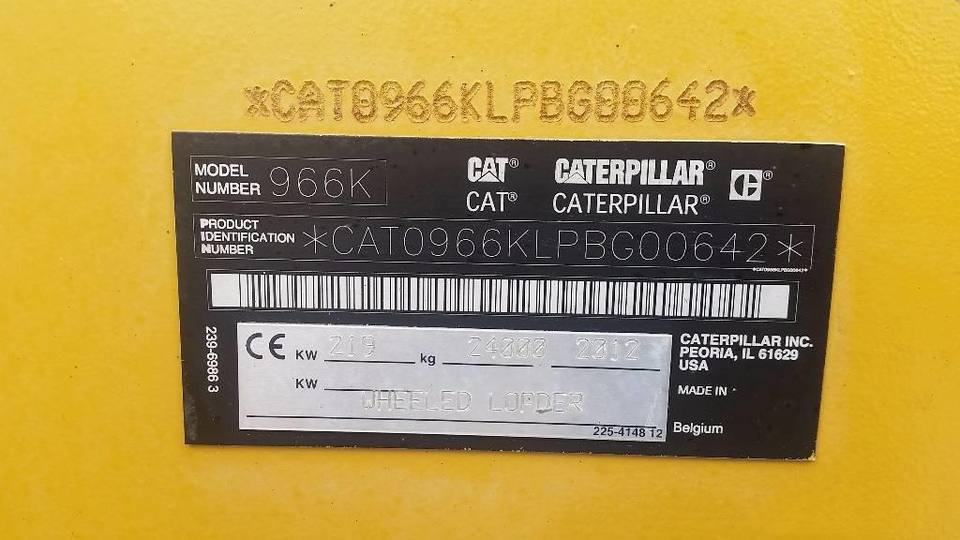 *CAT0966KLPBG00642*
MODEL NUMBER 966K
CAT® CATERPILLAR®
CAT® CATERPILLAR®
PRODUCT IDENTIFICATION NUMBER *CAT0966KLPBG00642*
*CAT0966KLPBG00642*
239-6986 3
CE KW 219 kg 24000 2012
KW
WHEELED LOADER
225-4148 12
CATERPILLAR INC.
PEORIA, IL 61629
USA
MADE IN
Belgium